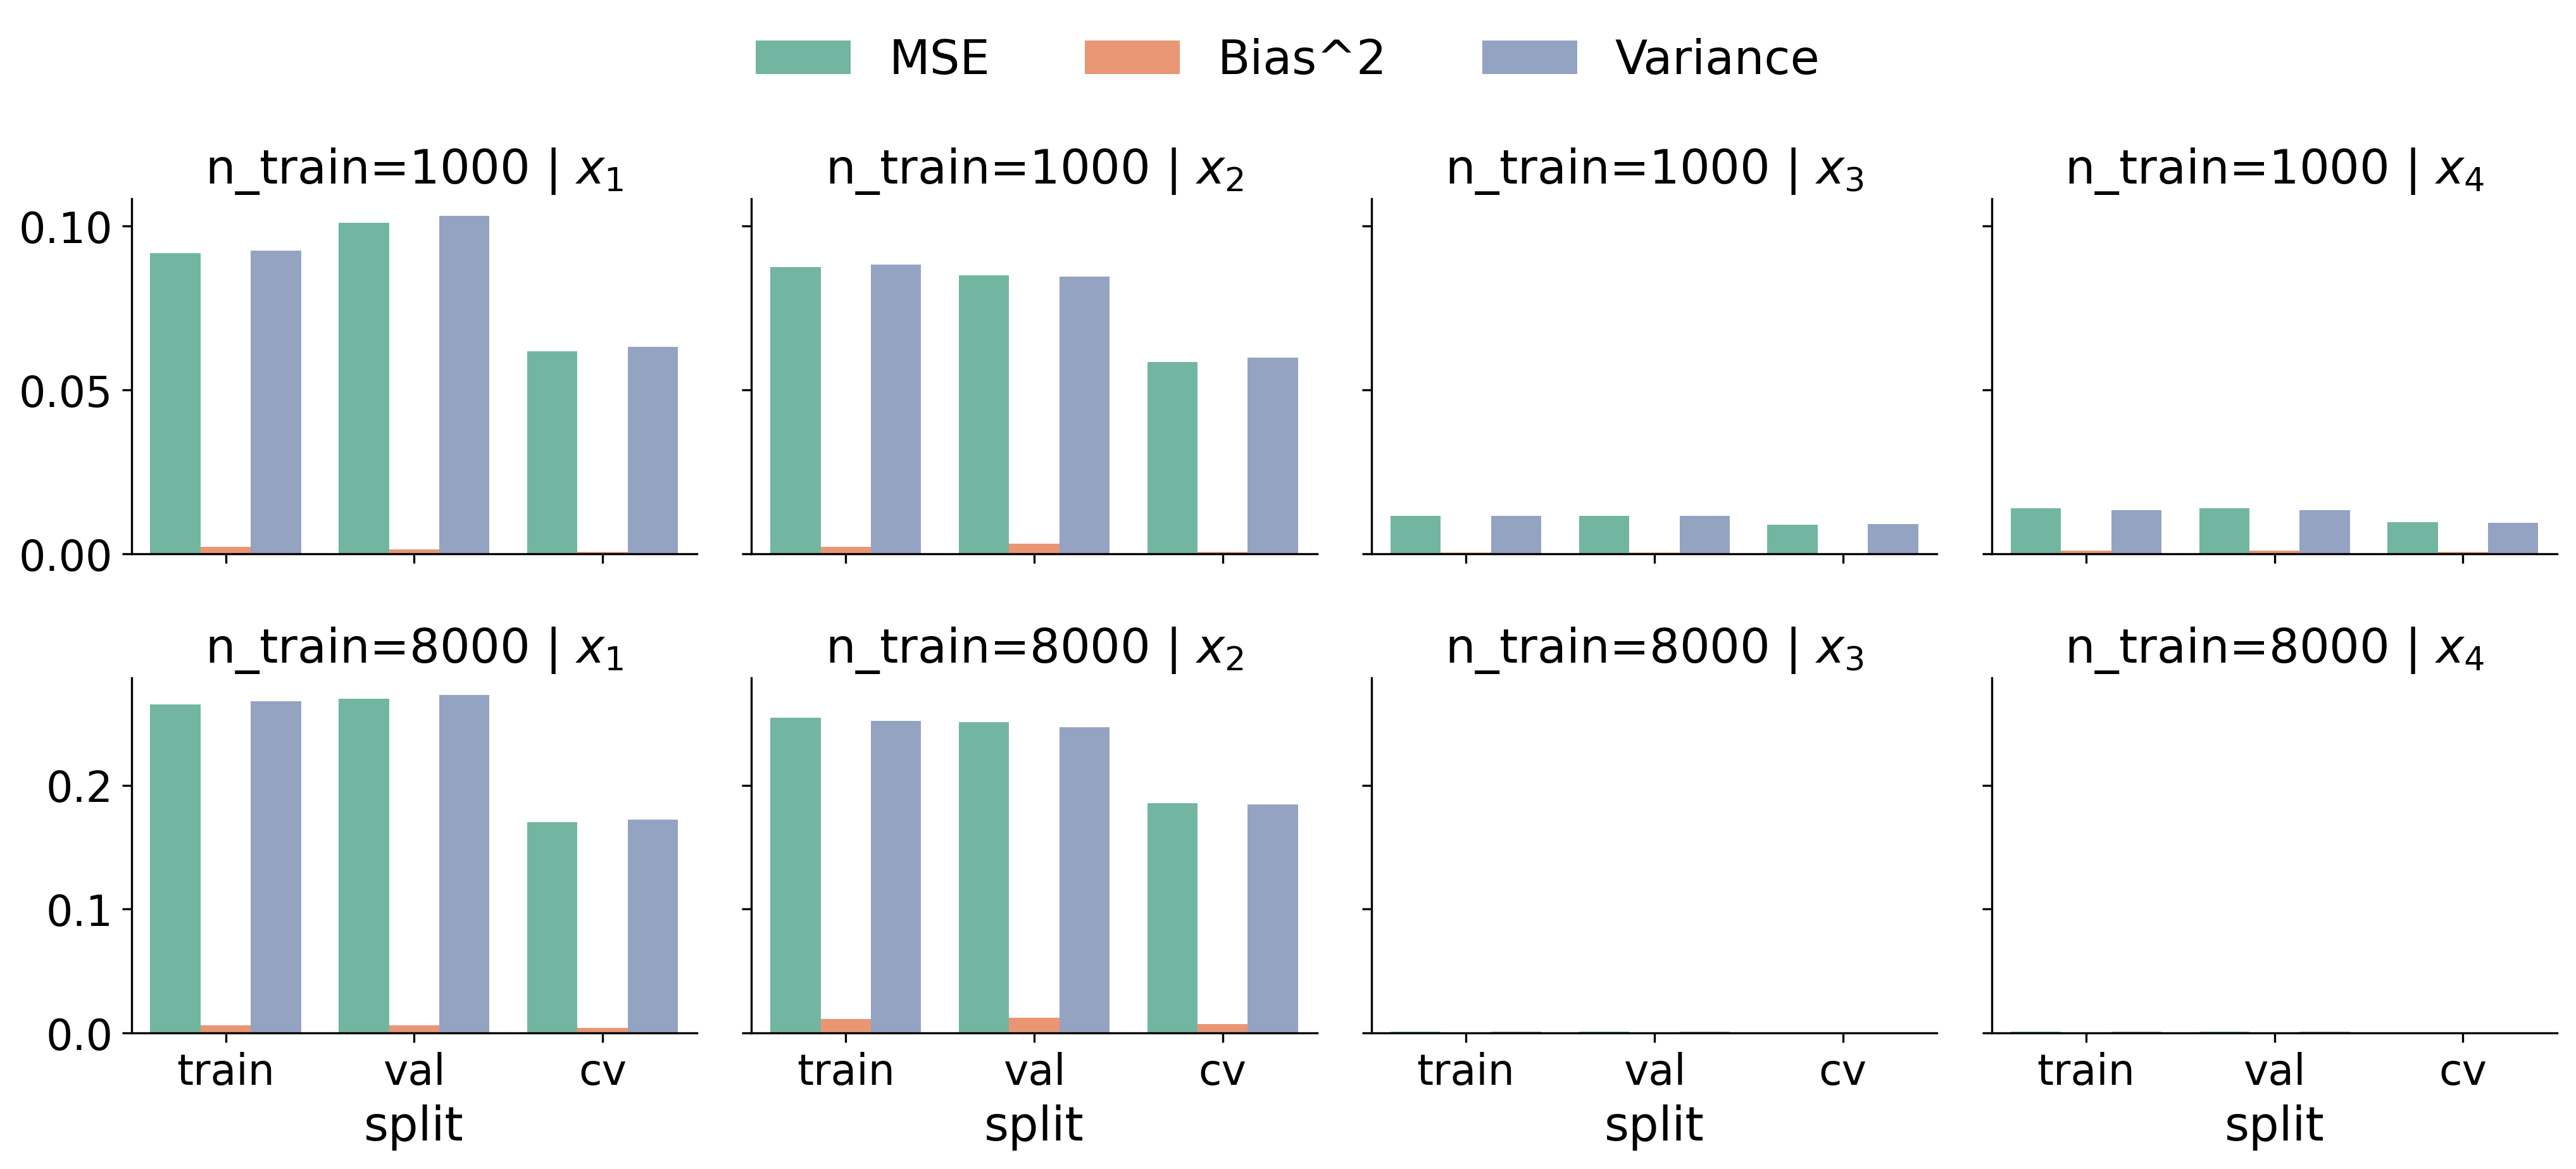 MSE Bias^2 Variance
n_train=1000 | x₁ n_train=1000 | x₂ n_train=1000 | x₃ n_train=1000 | x₄
0.10
0.05
0.00
n_train=8000 | x₁ n_train=8000 | x₂ n_train=8000 | x₃ n_train=8000 | x₄
0.2
0.1
0.0
train val cv train val cv train val cv train val cv
split split split split